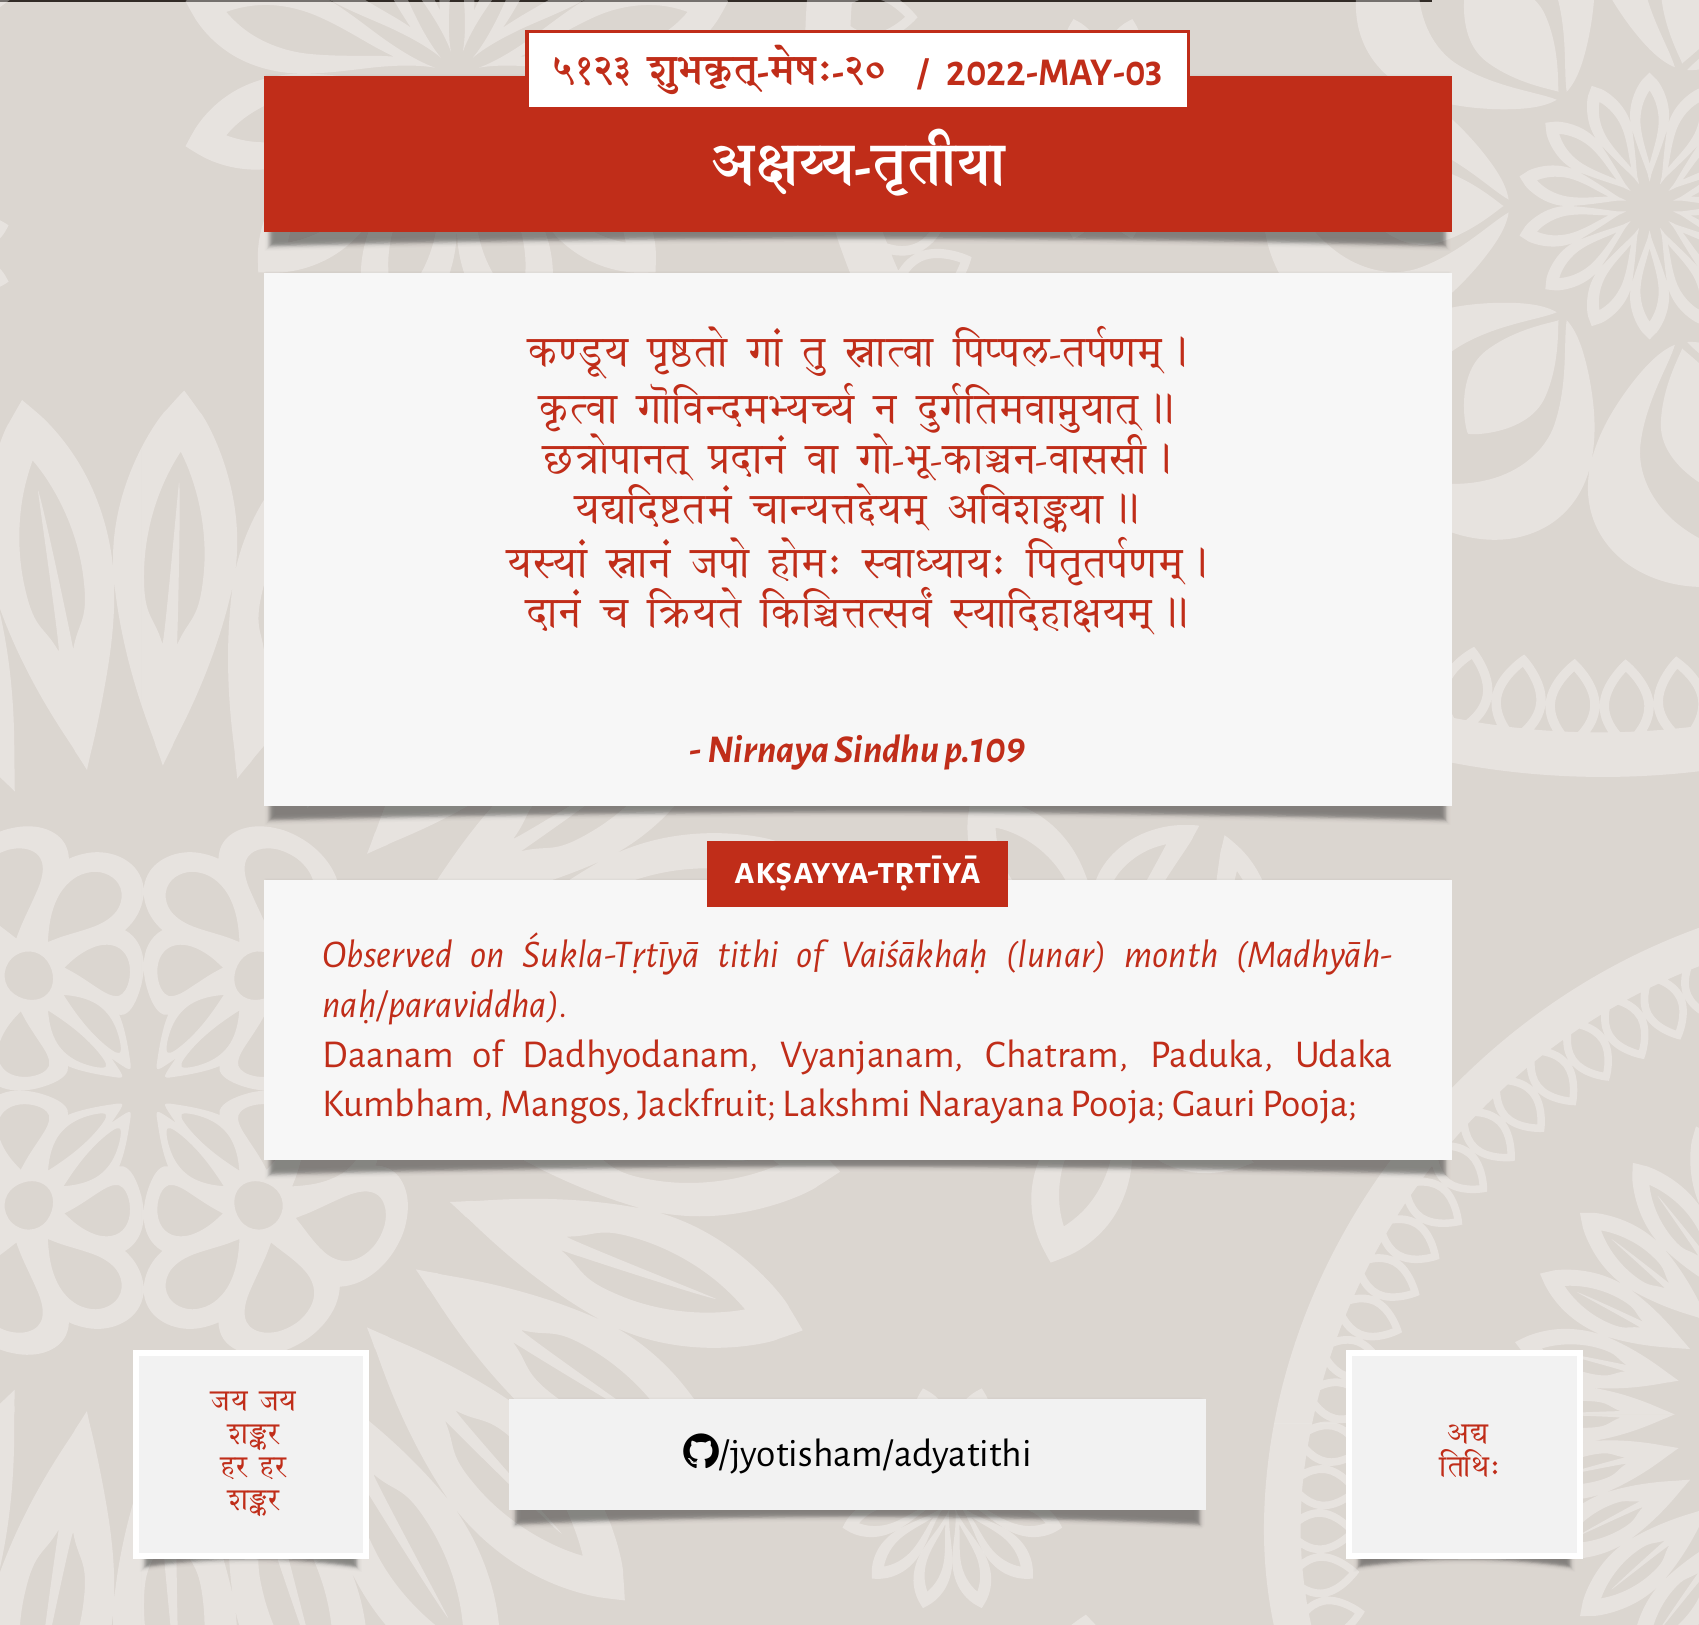 ५१२३ शुभकृत्-मेषः-२० / 2022-MAY-03
अक्षय्य-तृतीया
कण्डूय पृष्ठतो गां तु स्नात्वा पिप्पल-तर्पणम् ।
कृत्वा गोविन्दमभ्यर्च्य न दुर्गतिमवाप्नुयात् ॥
छत्रोपानत् प्रदानं वा गो-भू-काञ्चन-वाससी ।
यद्यदिष्टतमं चान्यत्तद्देयम् अविशङ्कया ॥
यस्यां स्नानं जपो होमः स्वाध्यायः पितृतर्पणम् ।
दानं च क्रियते किञ्चित्तत्सर्वं स्यादिहाक्षयम् ॥
- Nirnaya Sindhu p.109
AKṢAYYA-TṚTĪYĀ
Observed on Śukla-Tṛtīyā tithi of Vaiśākhaḥ (lunar) month (Madhyāh-
naḥ/paraviddha).
Daanam of Dadhyodanam, Vyanjanam, Chatram, Paduka, Udaka
Kumbham, Mangos, Jackfruit; Lakshmi Narayana Pooja; Gauri Pooja;
जय जय
शङ्कर
हर हर
शङ्कर
/jyotisham/adyatithi
अद्य
तिथिः